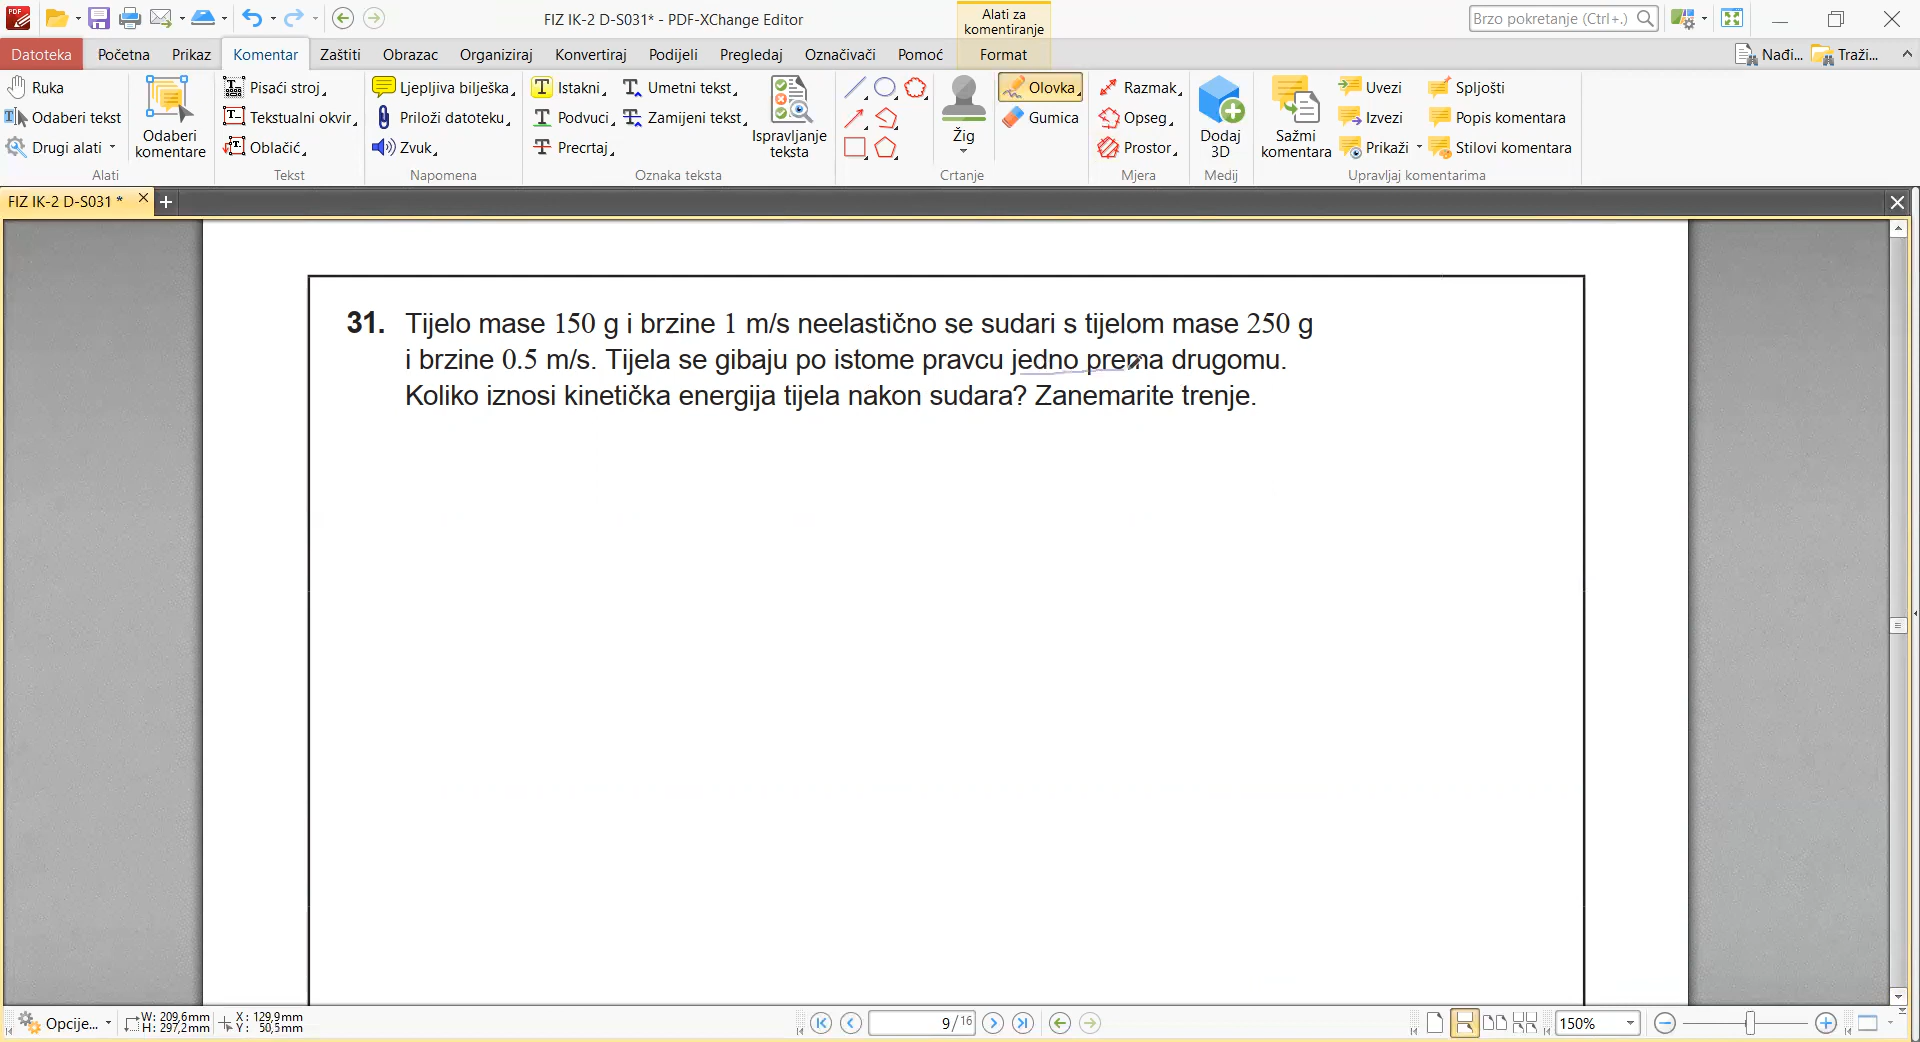 FIZ IK-2 D-S031* - PDF-XChange Editor
Alati za
komentiranje
Brzo pokretanje (Ctrl+.)
Datoteka Početna Prikaz Komentar Zaštiti Obrazac Organiziraj Konvertiraj Podijeli Pregledaj Označivači Pomoć Format Nađi... Traži...
Ruka
Odaberi tekst
Drugi alati
Odaberi
komentare
Alati
Pisaći stroj
Tekstualni okvir
Oblačić
Tekst
Ljepljiva bilješka
Priloži datoteku
Zvuk
Napomena
Istakni
Podvuci
Precrtaj
Umetni tekst
Zamijeni tekst
Ispravljanje
teksta
Oznaka teksta
Žig
Olovka
Gumica
Crtanje
Razmak
Opseg
Prostor
Mjera
Dodaj
3D
Medij
Sažmi
komentara
Uvezi
Izvezi
Prikaži
Spljošti
Popis komentara
Stilovi komentara
Upravljaj komentarima
FIZ IK-2 D-S031 *
31. Tijelo mase 150 g i brzine 1 m/s neelastično se sudari s tijelom mase 250 g
i brzine 0.5 m/s. Tijela se gibaju po istome pravcu jedno prema drugomu.
Koliko iznosi kinetička energija tijela nakon sudara? Zanemarite trenje.
Opcije...
W: 209,6mm
H: 297,2mm
X: 129,9mm
Y: 50,5mm
9/16
150%